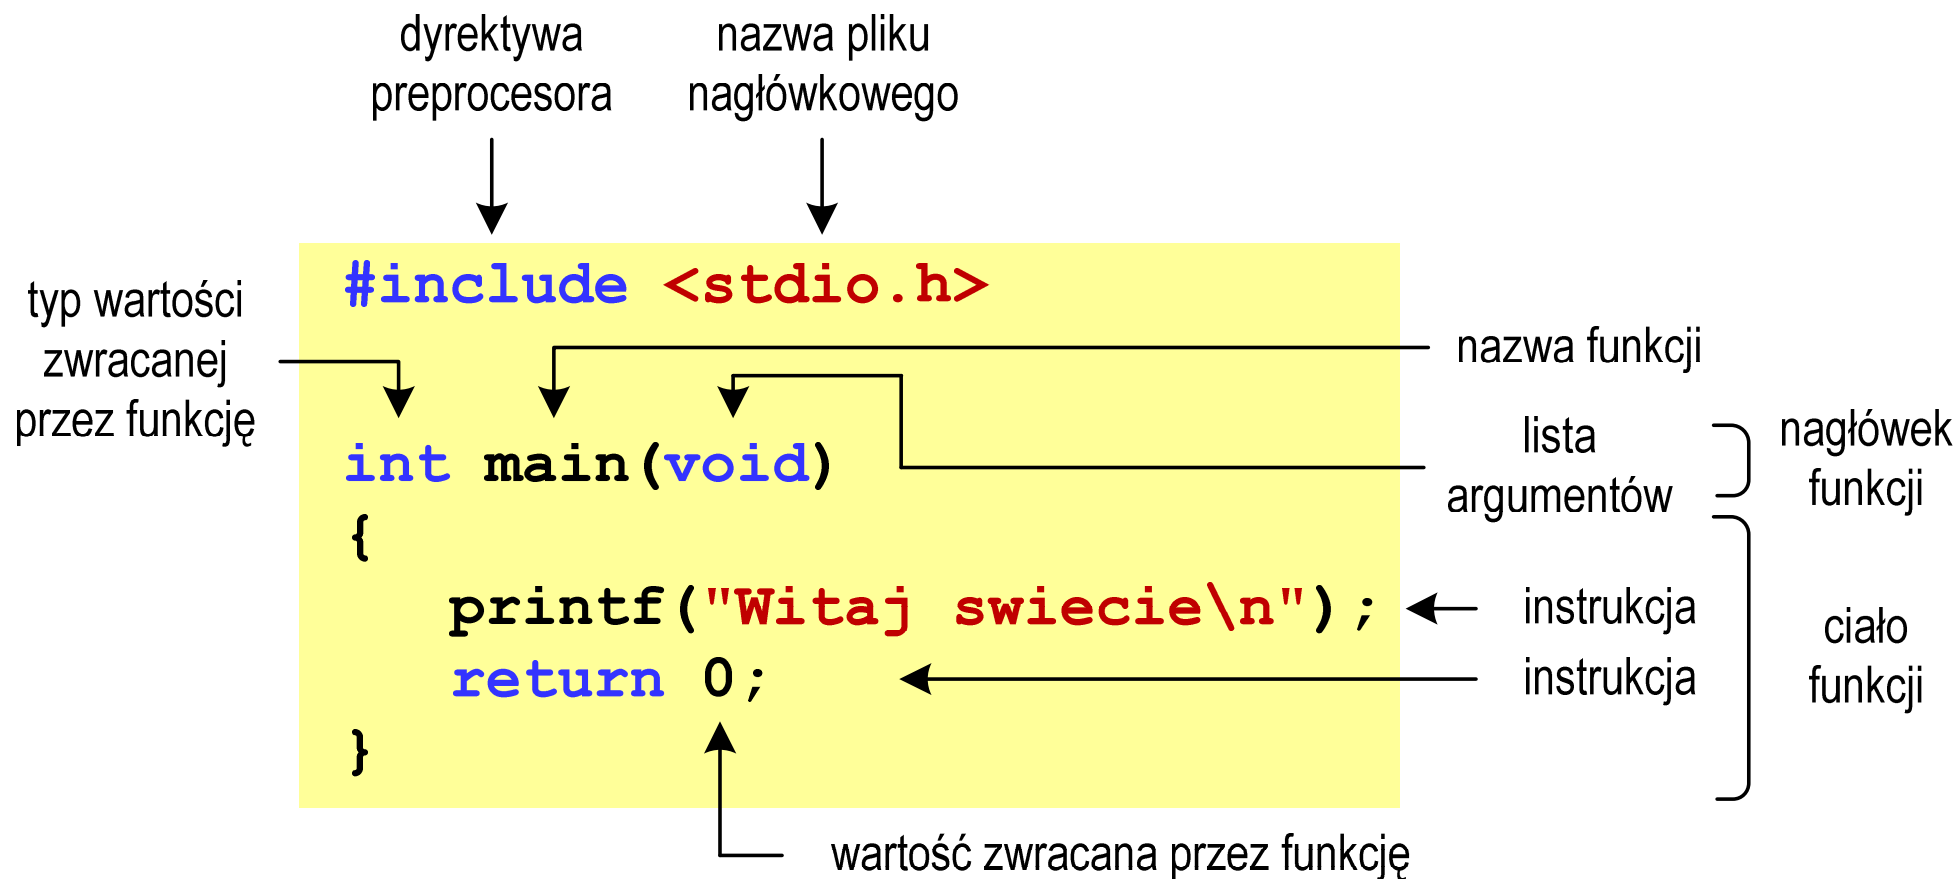 dyrektywa
preprocesora
nazwa pliku
nagłówkowego
typ wartości
zwracanej
przez funkcję
#include <stdio.h>
int main(void)
{
printf("Witaj swiecie\n");
return 0;
}
nazwa funkcji
lista
argumentów
nagłówek
funkcji
instrukcja
instrukcja
ciało
funkcji
wartość zwracana przez funkcję